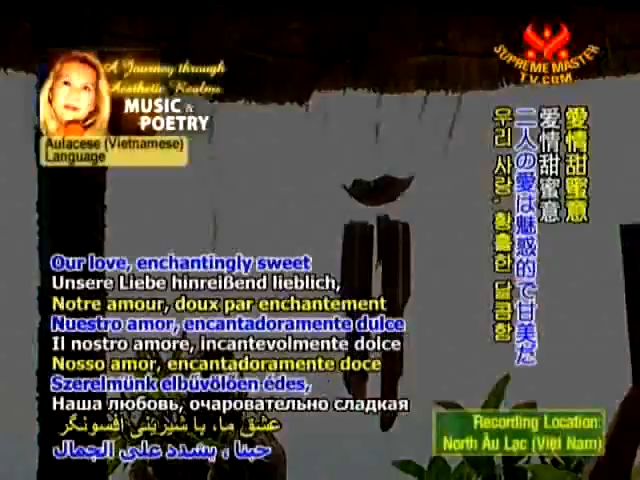 A Journey through
Aesthetic Realms
MUSIC &
POETRY
Aulacese (Vietnamese)
Language
SUPREME MASTER
TV.COM
愛情甜蜜意
爱情甜蜜意
二人の愛は魅惑的で甘美だ
우리 사랑, 황홀한 달콤함
Our love, enchantingly sweet
Unsere Liebe hinreißend lieblich,
Notre amour, doux par enchantement
Nuestro amor, encantadoramente dulce
Il nostro amore, incantevolmente dolce
Nosso amor, encantadoramente doce
Szerelmünk elbűvölően édes,
Наша любовь, очаровательно сладкая
عشق ما، با شیرینی افسونگر
حبنا ، يشدد على الجمال
Recording Location:
North Âu Lạc (Việt Nam)